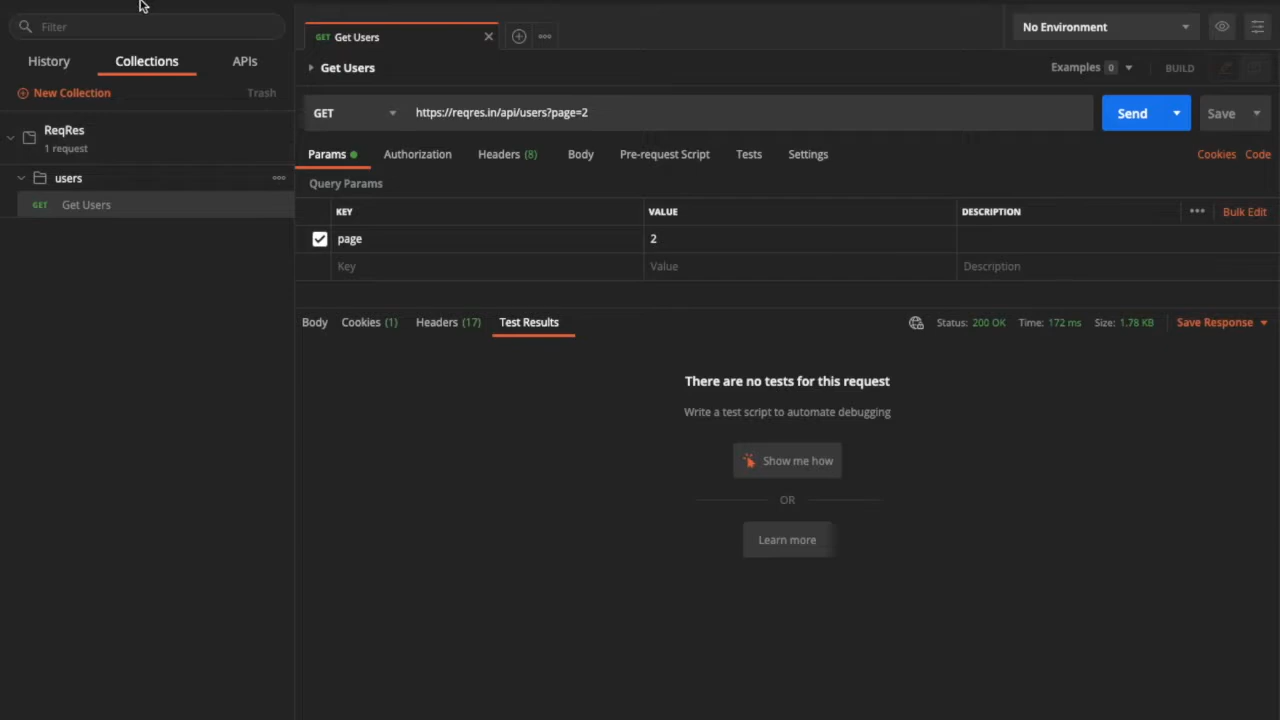 Filter
GET Get Users
No Environment
History Collections APIs
Get Users
Examples 0
BUILD
New Collection Trash
GET https://reqres.in/api/users?page=2
Send Save
ReqRes
1 request
Params Authorization Headers (8) Body Pre-request Script Tests Settings
Cookies Code
users
Query Params
GET Get Users
KEY VALUE DESCRIPTION
Bulk Edit
page 2
Key Value Description
Body Cookies (1) Headers (17) Test Results
Status: 200 OK Time: 172 ms Size: 1.78 KB Save Response
There are no tests for this request
Write a test script to automate debugging
Show me how
OR
Learn more